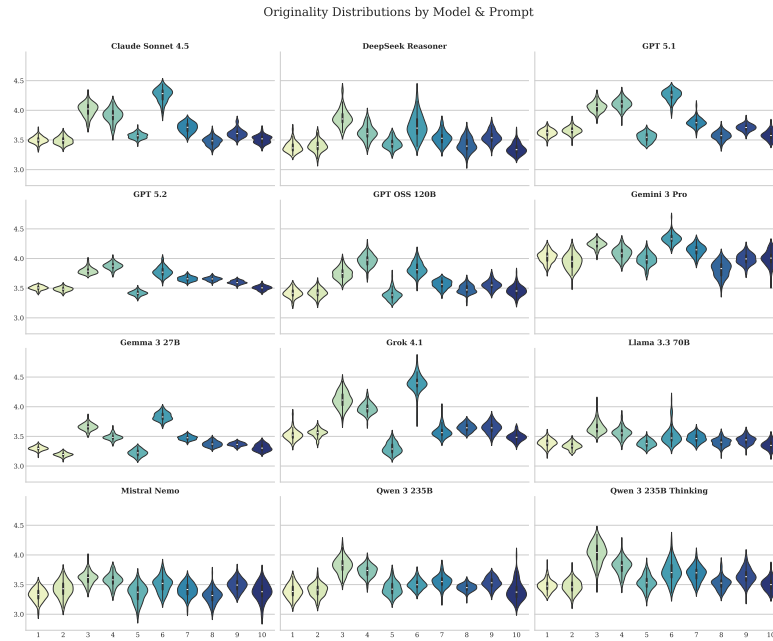 Originality Distributions by Model & Prompt
Claude Sonnet 4.5
DeepSeek Reasoner
GPT 5.1
4.5
4.0
3.5
3.0
GPT 5.2
GPT OSS 120B
Gemini 3 Pro
4.5
4.0
3.5
3.0
Gemma 3 27B
Grok 4.1
Llama 3.3 70B
4.5
4.0
3.5
3.0
Mistral Nemo
Qwen 3 235B
Qwen 3 235B Thinking
4.5
4.0
3.5
3.0
1 2 3 4 5 6 7 8 9 10
1 2 3 4 5 6 7 8 9 10
1 2 3 4 5 6 7 8 9 10